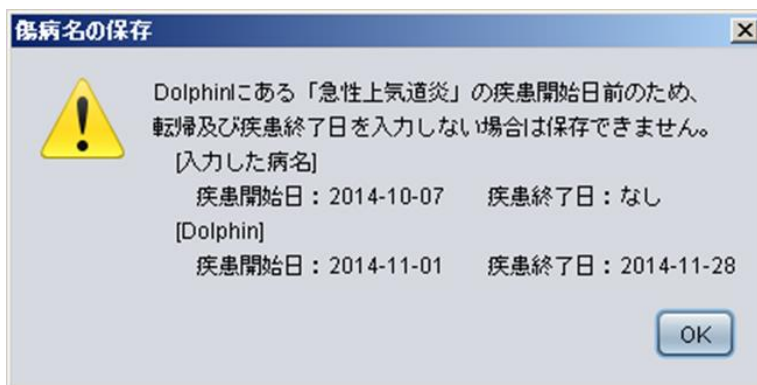 傷病名の保存
Dolphinにある「急性上気道炎」の疾患開始日前のため、
転帰及び疾患終了日を入力しない場合は保存できません。
[入力した病名]
疾患開始日：2014-10-07　疾患終了日：なし
[Dolphin]
疾患開始日：2014-11-01　疾患終了日：2014-11-28
OK